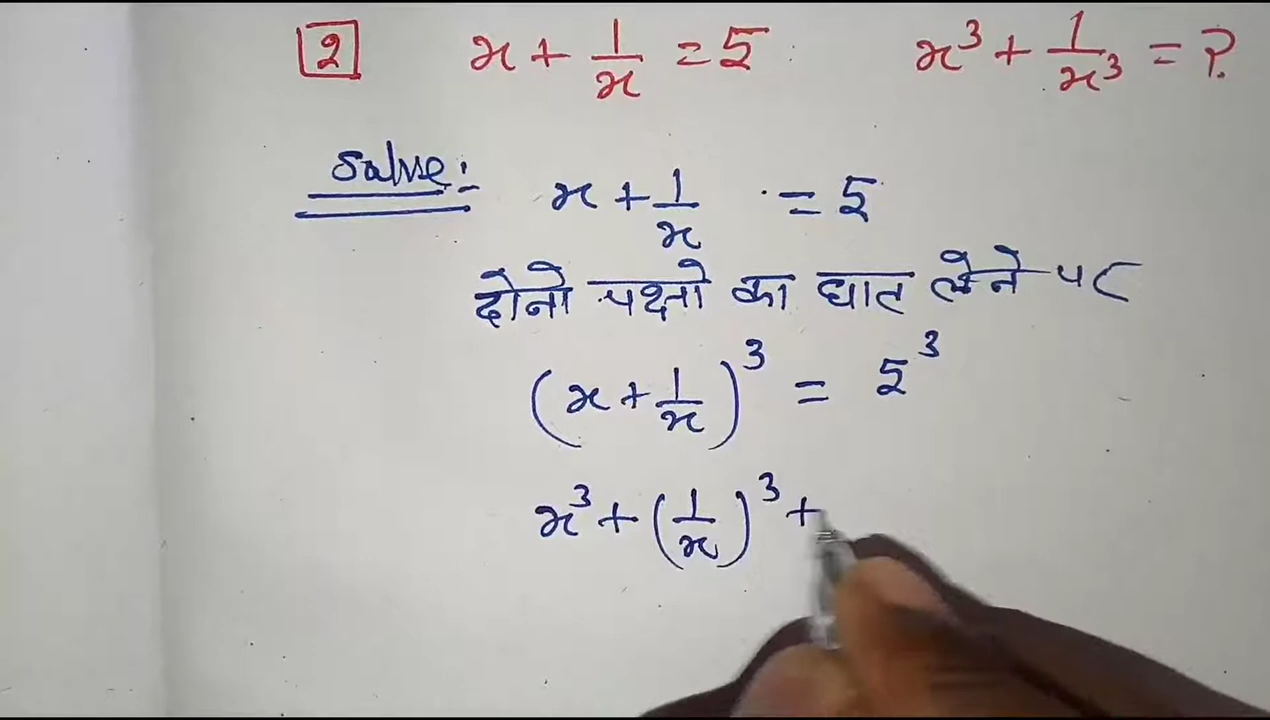 2 x + 1/x = 5 x³ + 1/x³ = ?
Solve:- x + 1/x = 5
दोनो पक्षो का घात लेने पर
(x + 1/x)³ = 5³
x³ + (1/x)³ +